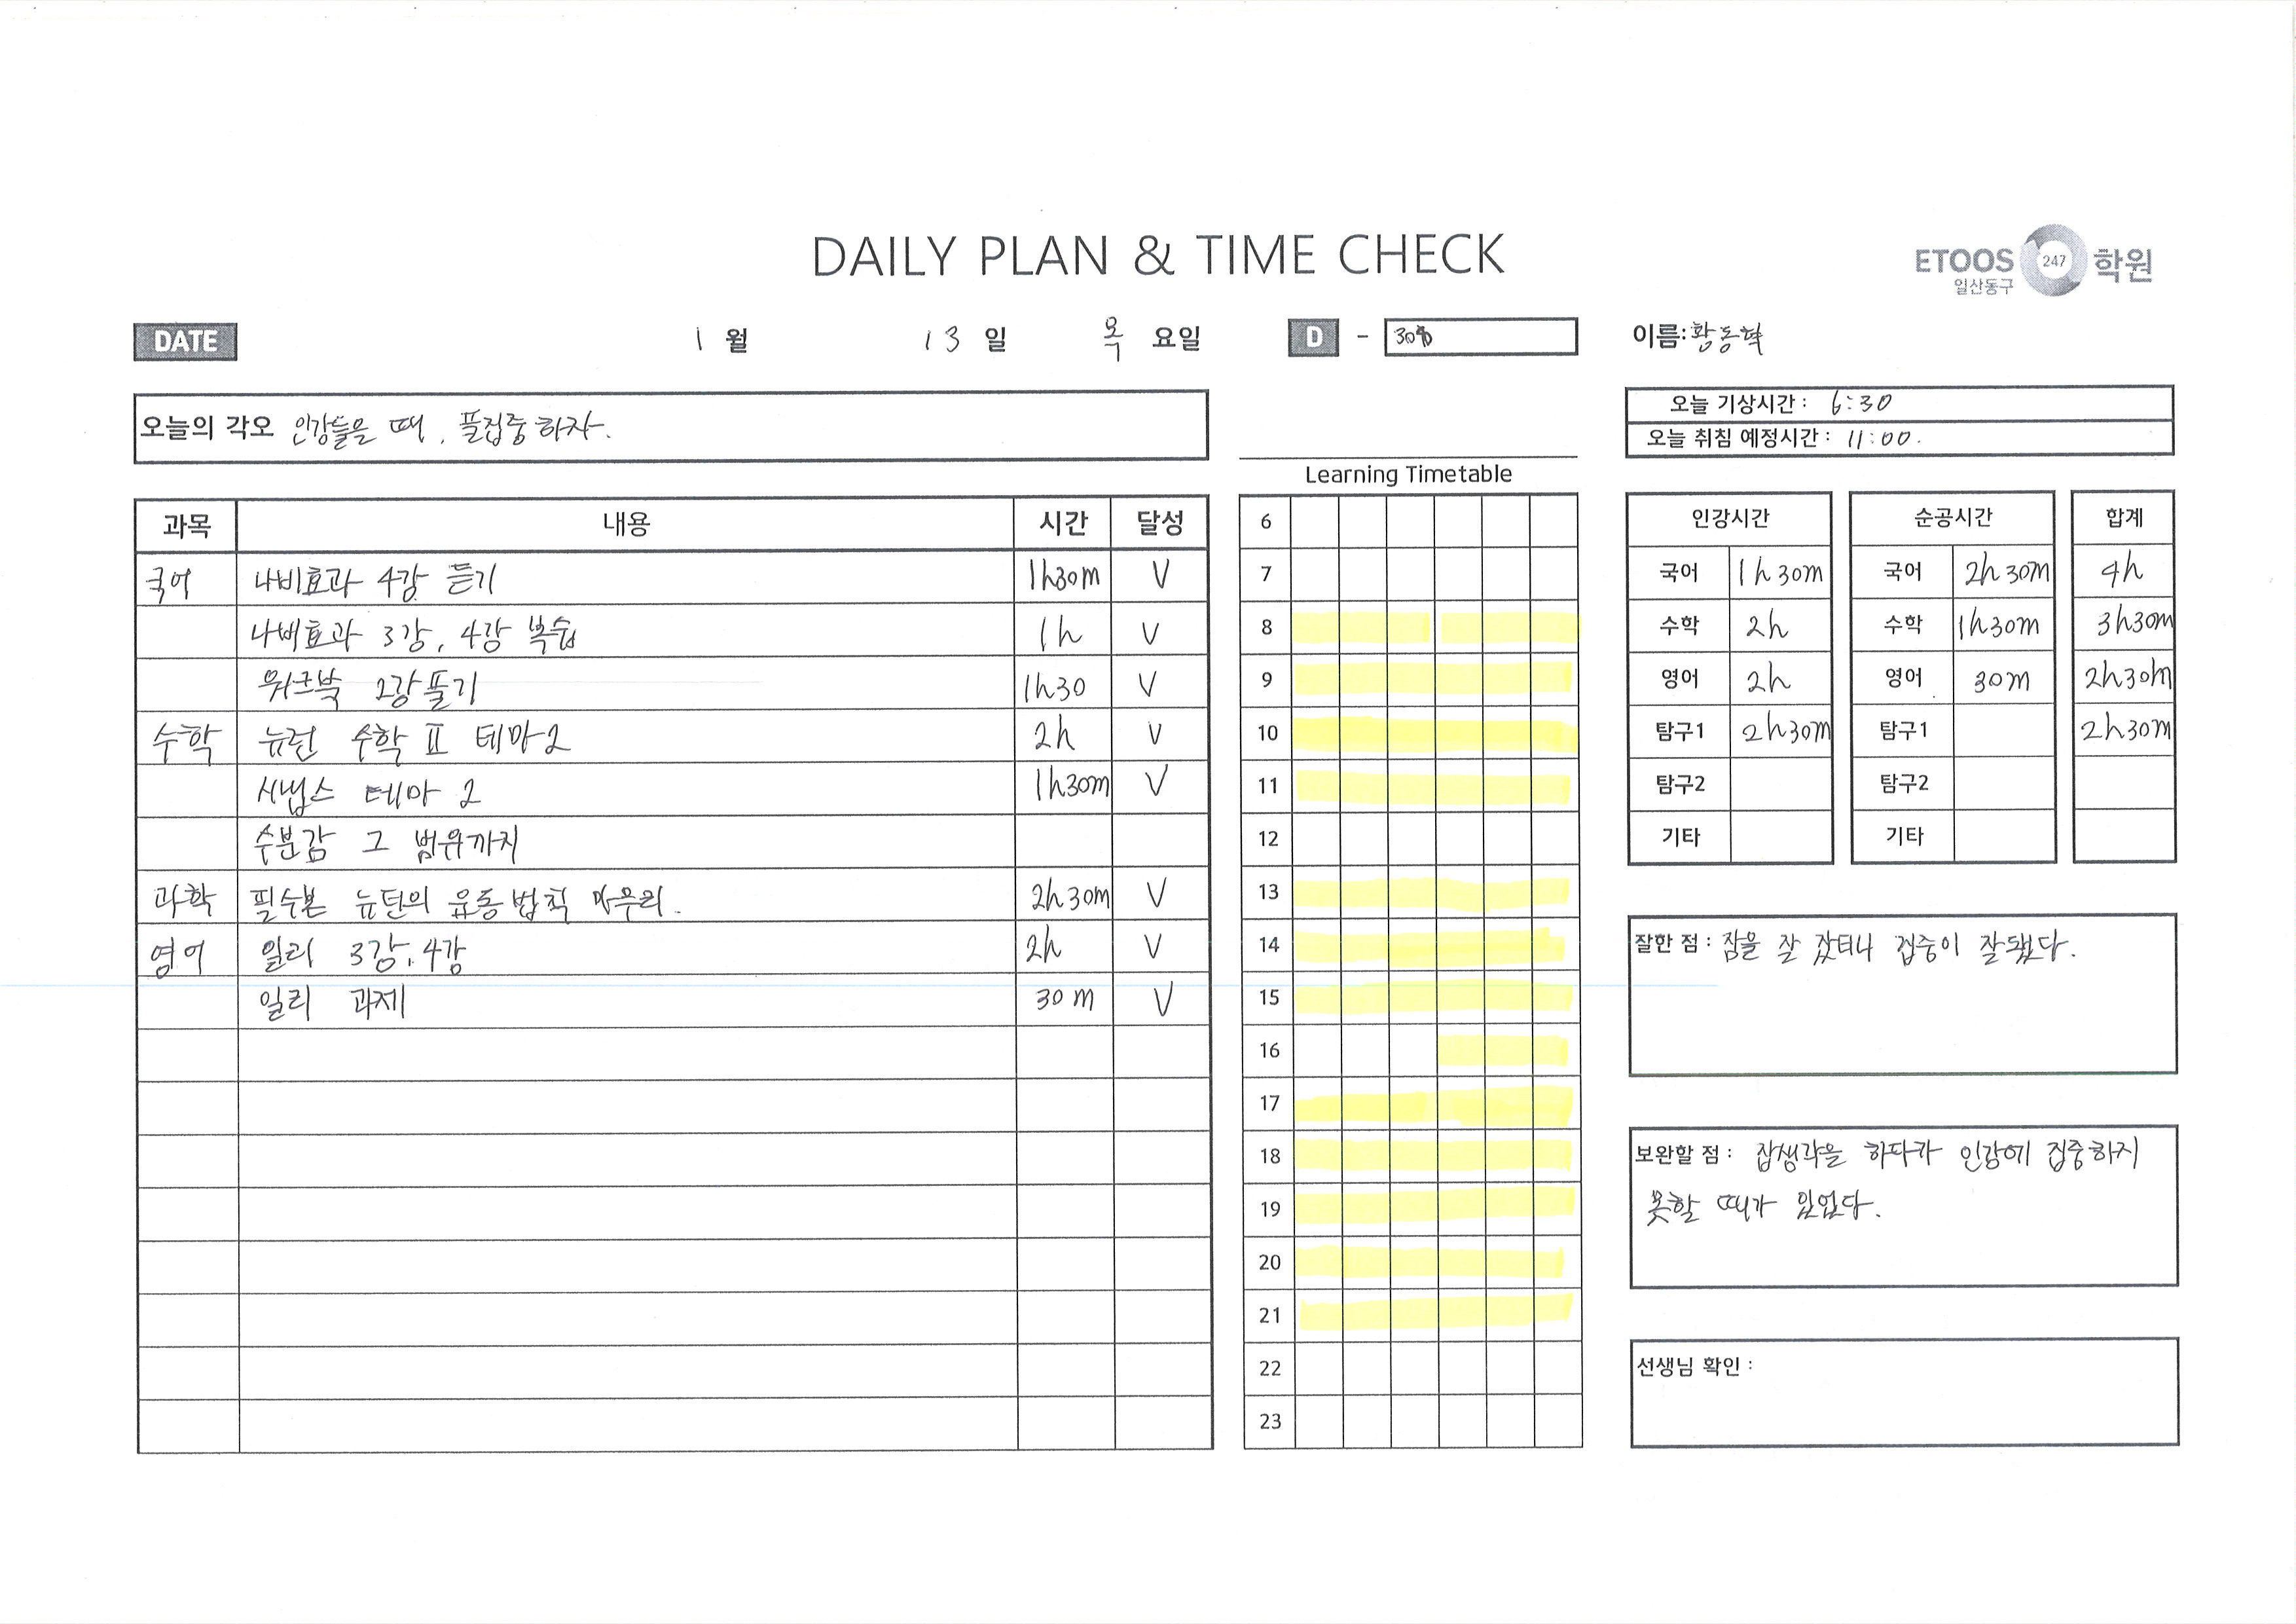 DAILY PLAN & TIME CHECK
ETOOS 247 학원
일산동구
DATE 1 월 13 일 목 요일 D - 이름: 황동혁
오늘의 각오 인강들을 때, 풀집중하자.
오늘 기상시간 : 6:30
오늘 취침 예정시간 : 11:00.
과목 내용 시간 달성
국어 나비효과 4강 듣기 1h30m V
나비효과 3강, 4강 복습 1h V
워크북 2강풀기 1h30 V
수학 뉴런 수학 II 테마2 2h V
시냅스 테마 2 1h30m V
수분감 그 범위까지
과학 필수본 뉴턴의 운동법칙 마무리. 2h30m V
영어 일리 3강, 4강 2h V
일리 과제 30m V
Learning Timetable
6
7
8
9
10
11
12
13
14
15
16
17
18
19
20
21
22
23
인강시간 순공시간 합계
국어 1h30m 국어 2h30m 4h
수학 2h 수학 1h30m 3h30m
영어 2h 영어 30m 2h30m
탐구1 2h30m 탐구1 2h30m
탐구2 탐구2
기타 기타
잘한 점 : 잠을 잘 잤더니 집중이 잘됐다.
보완할 점 : 잡생각을 하다가 인강에 집중하지
못할 때가 있었다.
선생님 확인 :